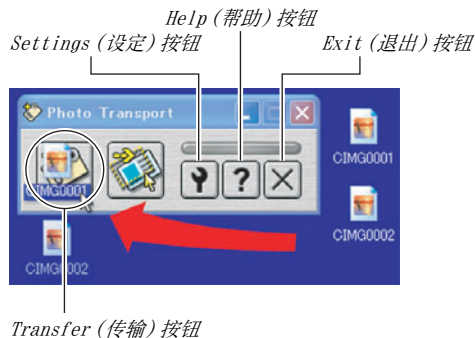 Help (帮助) 按钮
Settings (设定) 按钮
Exit (退出) 按钮
Photo Transport
CIMG0001
CIMG0001
CIMG0002
CIMG0002
Transfer (传输) 按钮